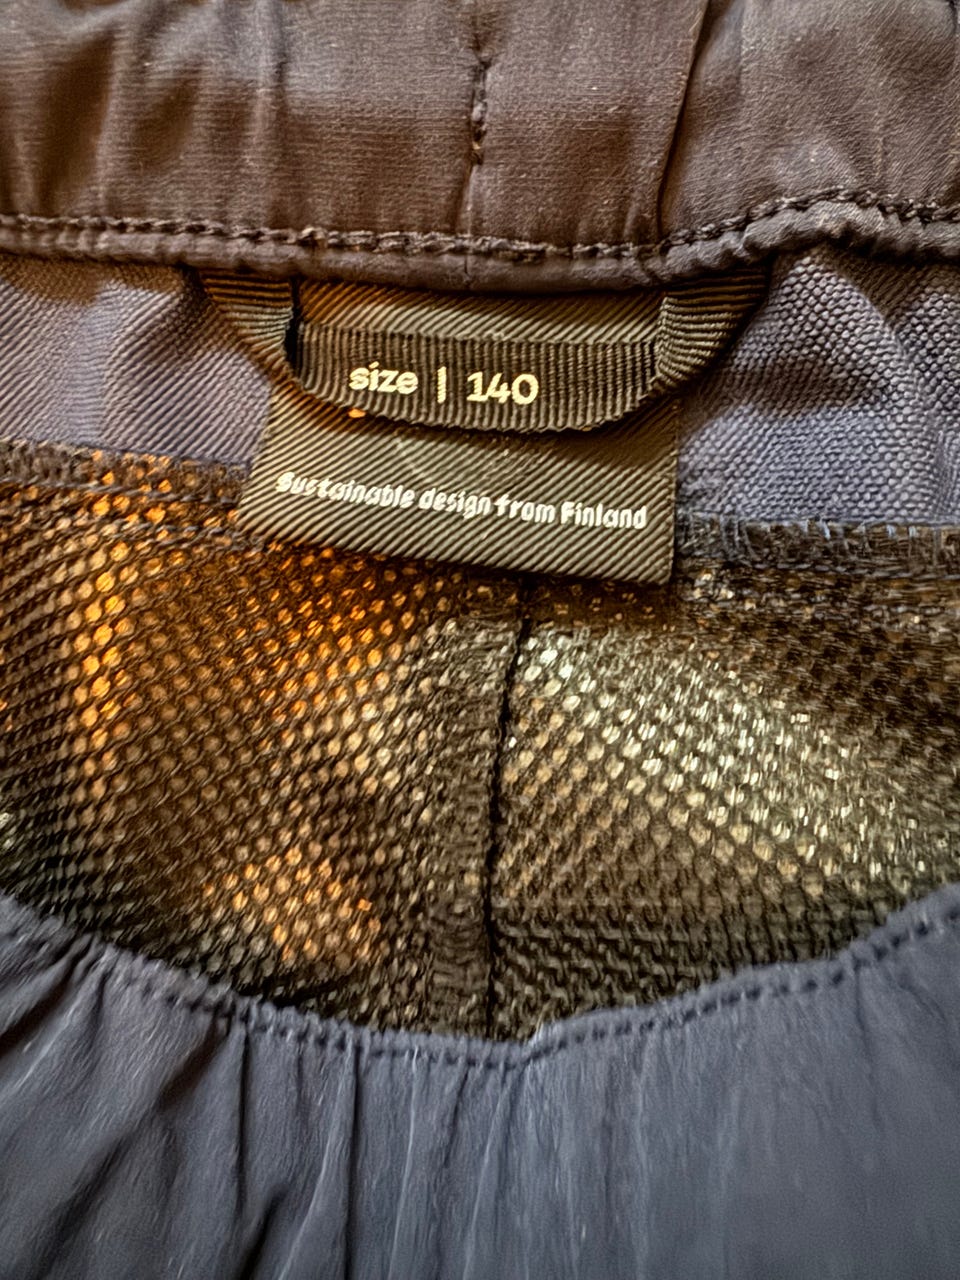 size | 140
Sustainable design from Finland